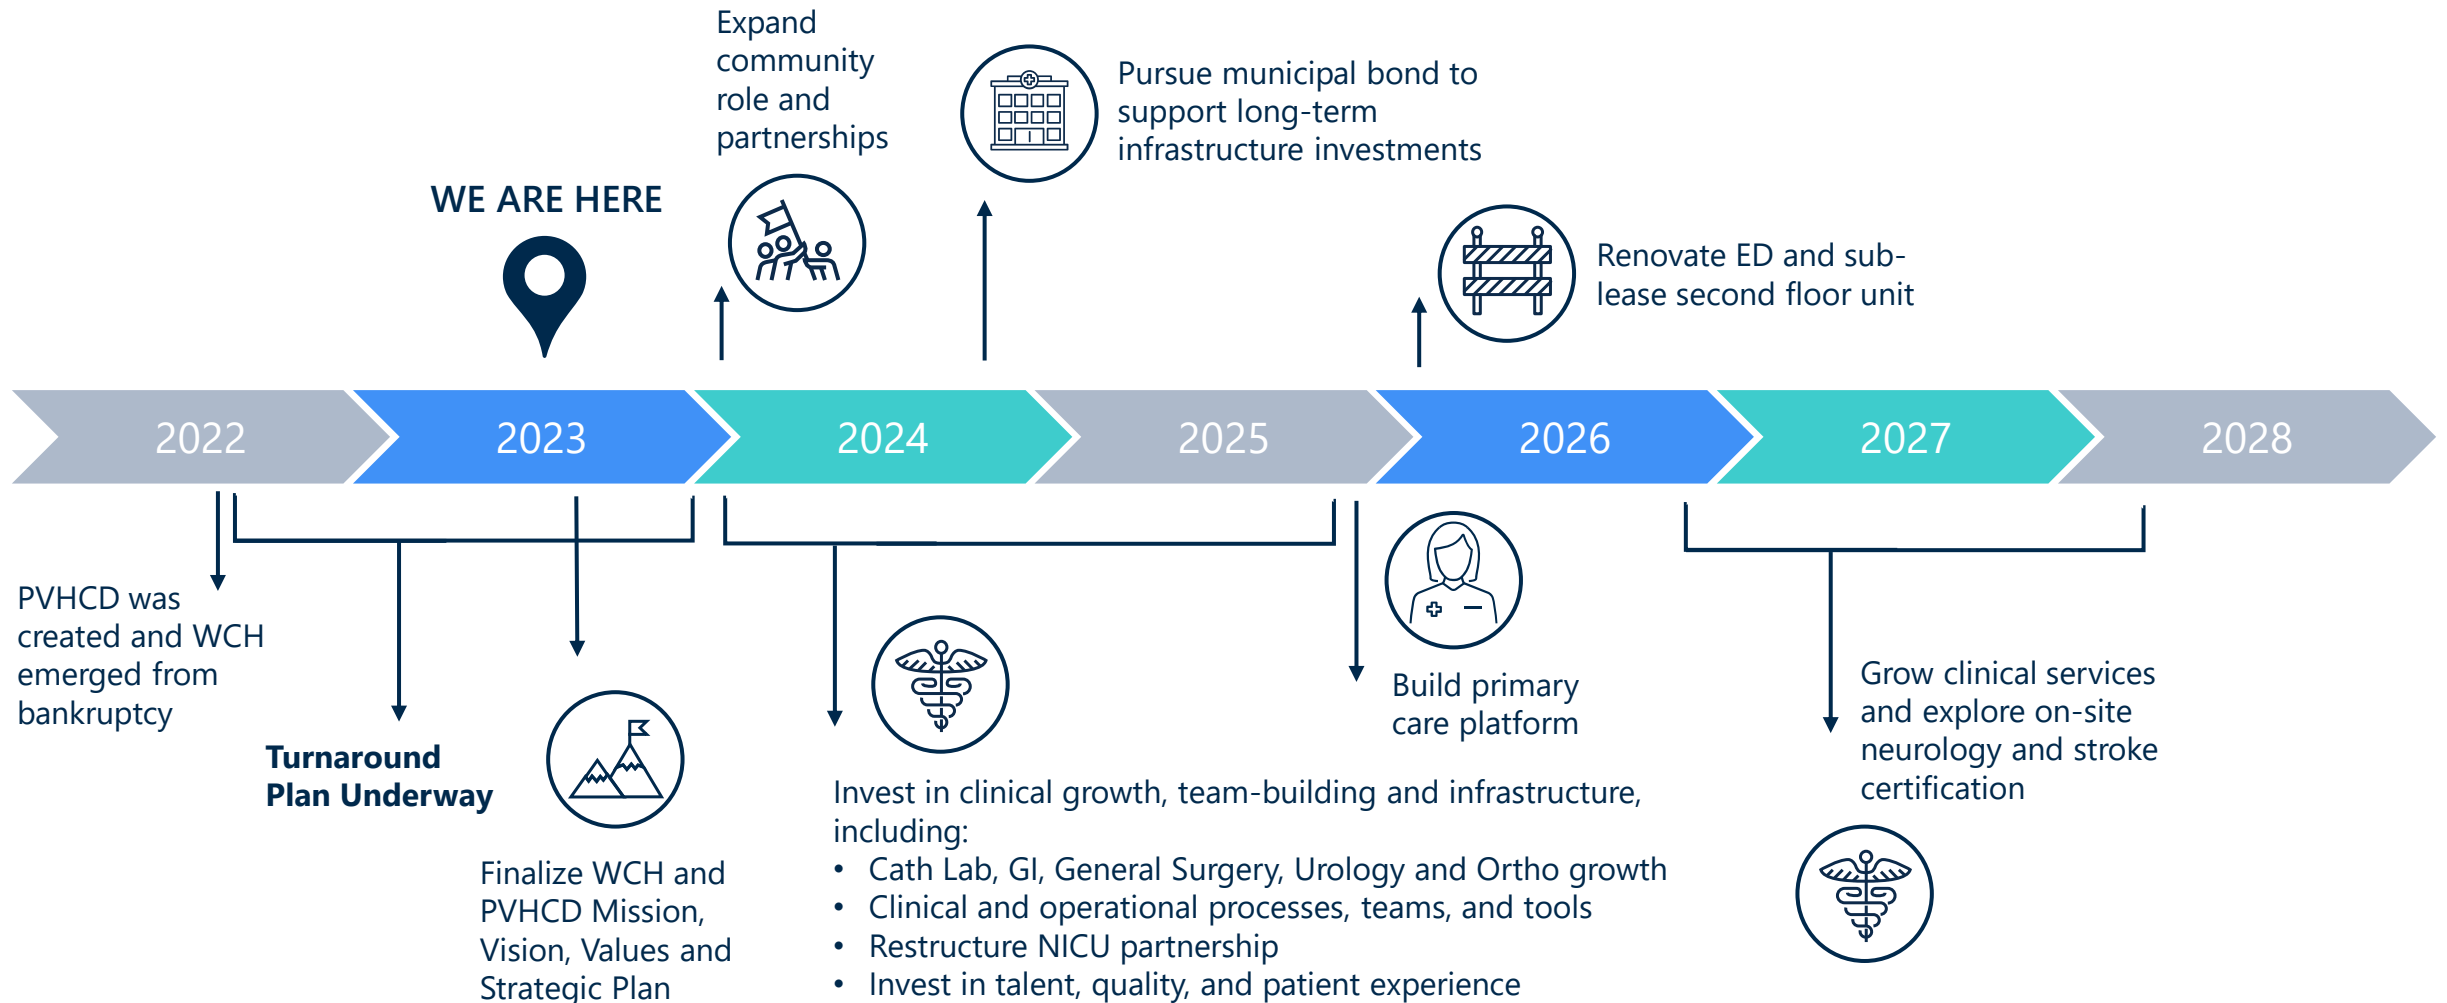 Expand
community
role and
partnerships
Pursue municipal bond to
support long-term
infrastructure investments
WE ARE HERE
Renovate ED and sub-
lease second floor unit
2022
2023
2024
2025
2026
2027
2028
PVHCD was
created and WCH
emerged from
bankruptcy
Turnaround
Plan Underway
Finalize WCH and
PVHCD Mission,
Vision, Values and
Strategic Plan
Invest in clinical growth, team-building and infrastructure,
including:
• Cath Lab, GI, General Surgery, Urology and Ortho growth
• Clinical and operational processes, teams, and tools
• Restructure NICU partnership
• Invest in talent, quality, and patient experience
Build primary
care platform
Grow clinical services
and explore on-site
neurology and stroke
certification